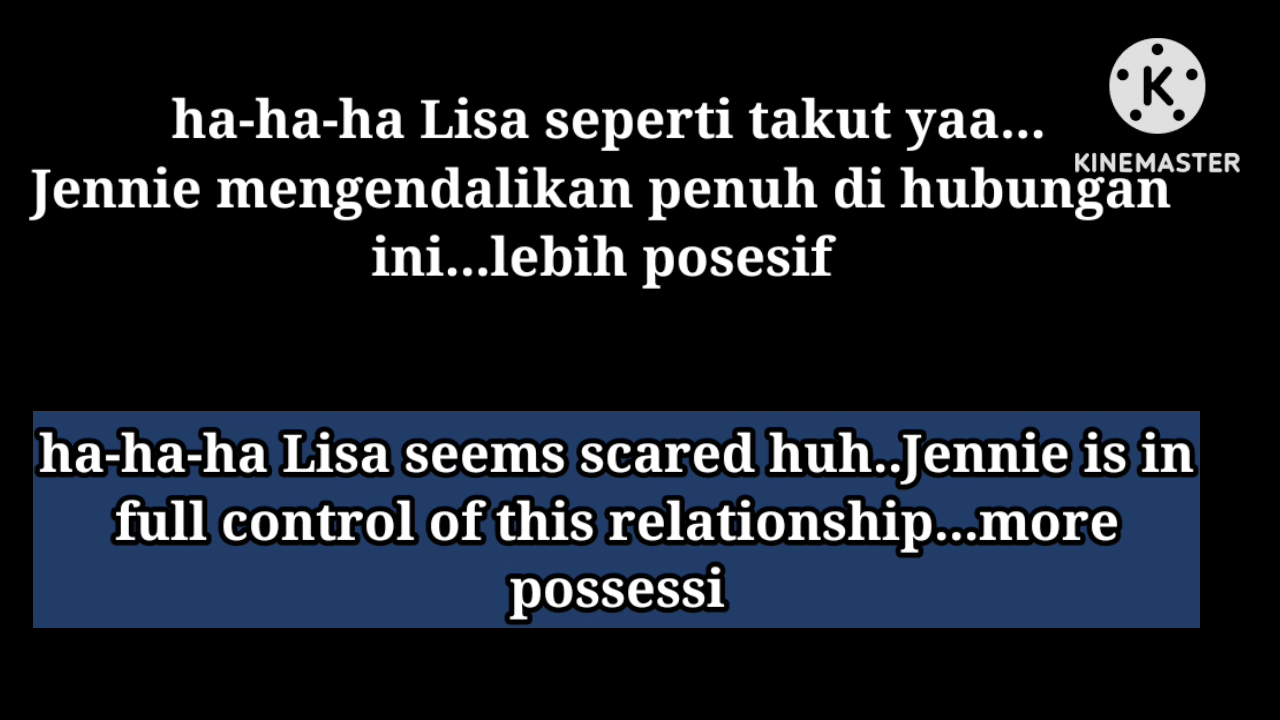 ha-ha-ha Lisa seperti takut yaa...
Jennie mengendalikan penuh di hubungan
ini...lebih posesif
K
KINEMASTER
ha-ha-ha Lisa seems scared huh..Jennie is in
full control of this relationship...more
possessi